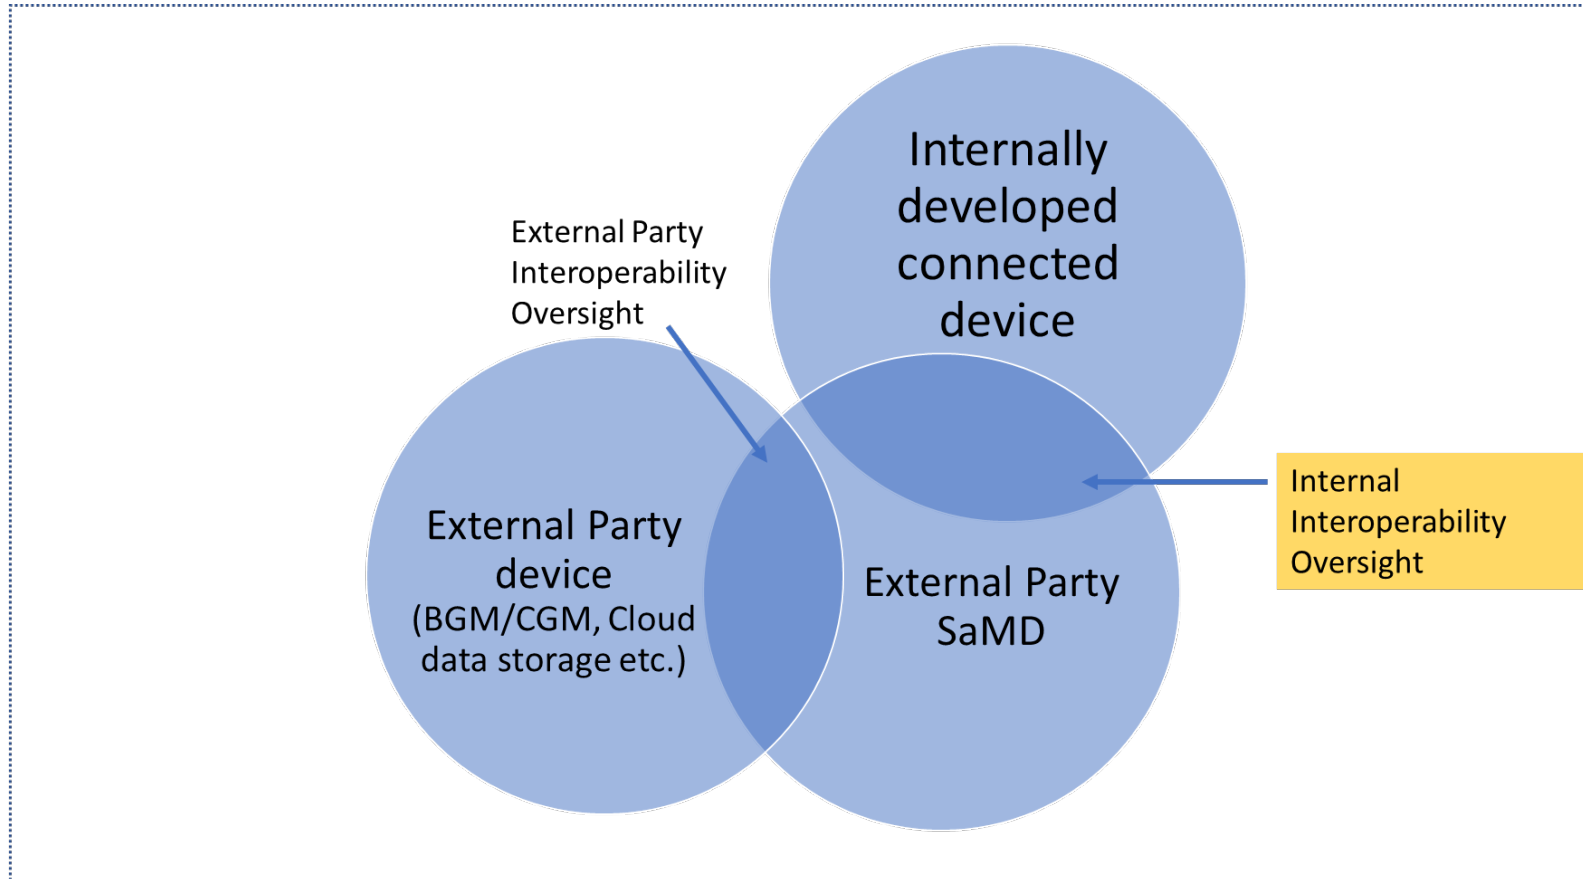 Internally
developed
connected
device
External Party
Interoperability
Oversight
External Party
device
(BGM/CGM, Cloud
data storage etc.)
External Party
SaMD
Internal
Interoperability
Oversight